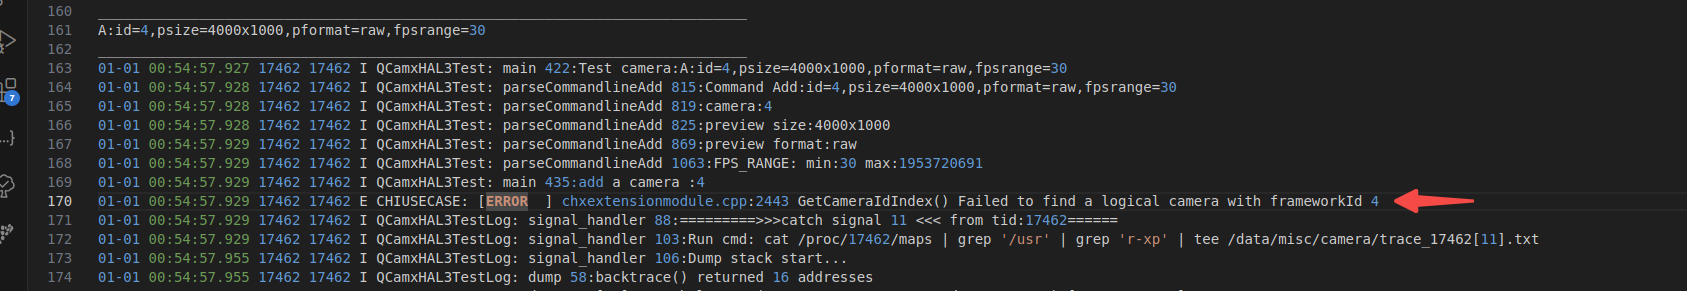 160 ________________________________________________________________________________
161 A:id=4,psize=4000x1000,pformat=raw,fpsrange=30
162 ________________________________________________________________________________
163 01-01 00:54:57.927 17462 17462 I QCamxHAL3Test: main 422:Test camera:A:id=4,psize=4000x1000,pformat=raw,fpsrange=30
164 01-01 00:54:57.928 17462 17462 I QCamxHAL3Test: parseCommandlineAdd 815:Command Add:id=4,psize=4000x1000,pformat=raw,fpsrange=30
165 01-01 00:54:57.928 17462 17462 I QCamxHAL3Test: parseCommandlineAdd 819:camera:4
166 01-01 00:54:57.928 17462 17462 I QCamxHAL3Test: parseCommandlineAdd 825:preview size:4000x1000
167 01-01 00:54:57.929 17462 17462 I QCamxHAL3Test: parseCommandlineAdd 869:preview format:raw
168 01-01 00:54:57.929 17462 17462 I QCamxHAL3Test: parseCommandlineAdd 1063:FPS_RANGE: min:30 max:1953720691
169 01-01 00:54:57.929 17462 17462 I QCamxHAL3Test: main 435:add a camera :4
170 01-01 00:54:57.929 17462 17462 E CHIUSECASE: [ERROR  ] chxextensionmodule.cpp:2443 GetCameraIdIndex() Failed to find a logical camera with frameworkId 4
171 01-01 00:54:57.929 17462 17462 I QCamxHAL3TestLog: signal_handler 88:=========>>>catch signal 11 <<< from tid:17462======
172 01-01 00:54:57.929 17462 17462 I QCamxHAL3TestLog: signal_handler 103:Run cmd: cat /proc/17462/maps | grep '/usr' | grep 'r-xp' | tee /data/misc/camera/trace_17462[11].txt
173 01-01 00:54:57.955 17462 17462 I QCamxHAL3TestLog: signal_handler 106:Dump stack start...
174 01-01 00:54:57.955 17462 17462 I QCamxHAL3TestLog: dump 58:backtrace() returned 16 addresses
7